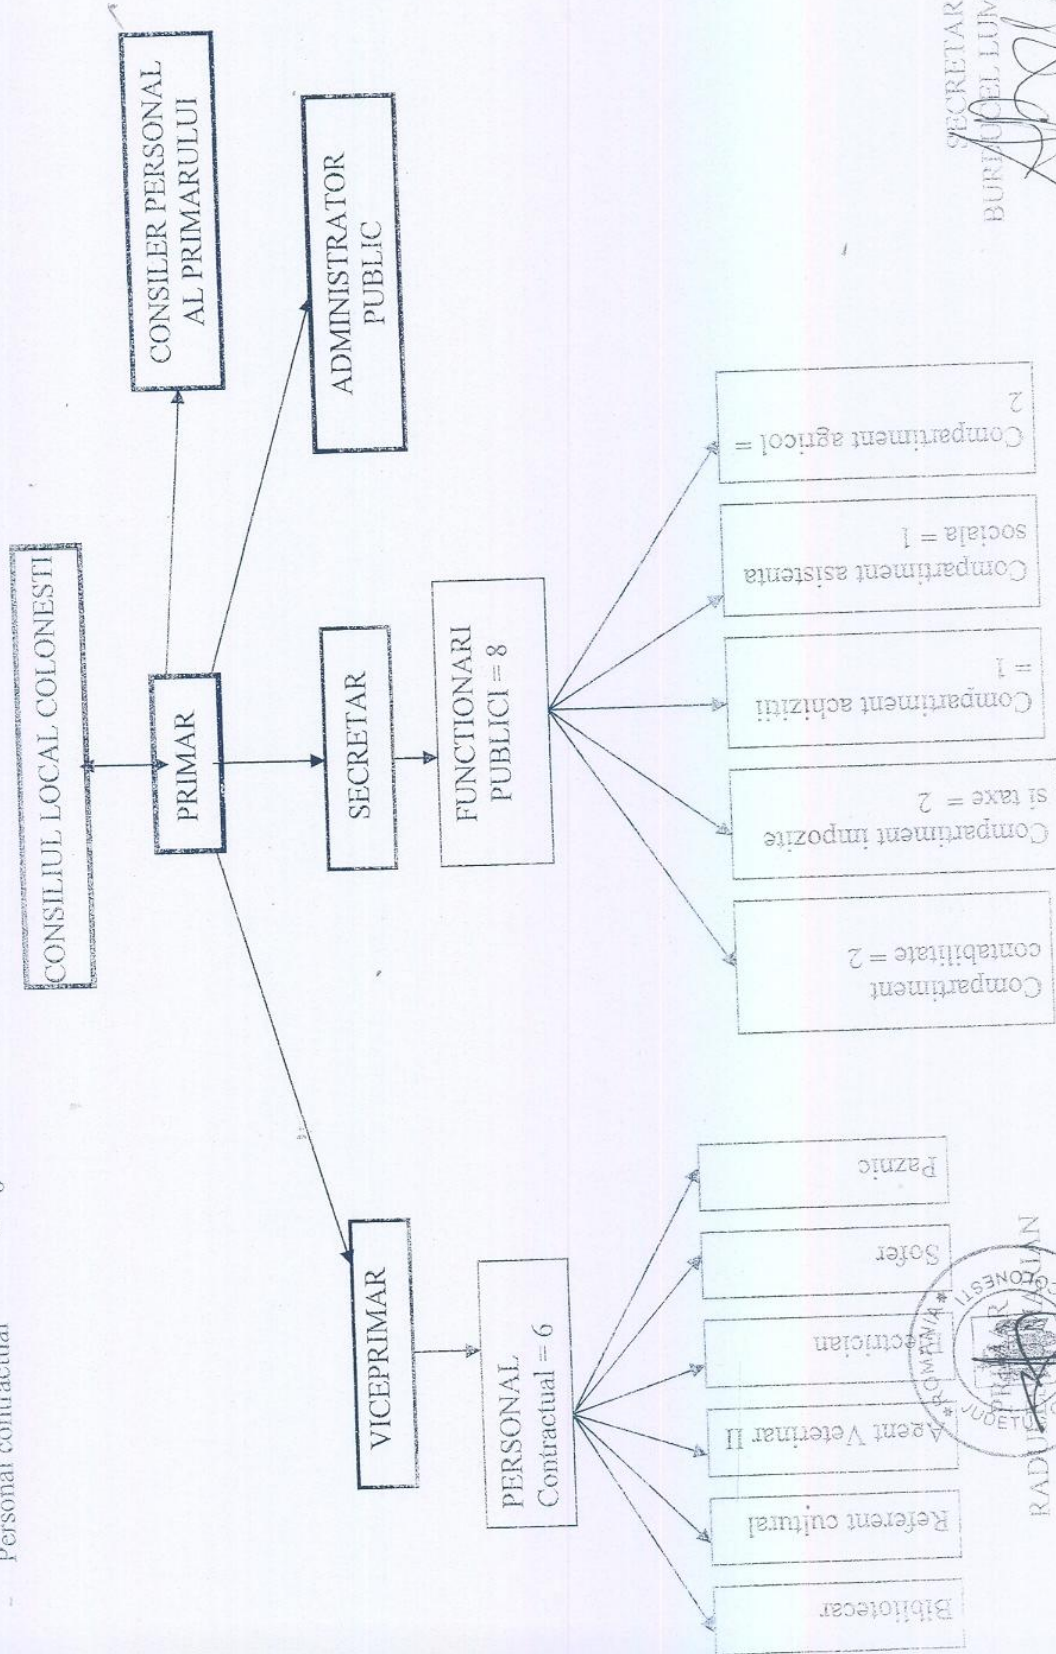 - Personal contractual
CONSILIUL LOCAL COLONESTI
PRIMAR
CONSILER PERSONAL
AL PRIMARULUI
ADMINISTRATOR
PUBLIC
VICEPRIMAR
SECRETAR
PERSONAL
Contractual = 6
FUNCTIONARI
PUBLICI = 8
Bibliotecar
Referent cultural
Agent Veterinar II
Electrician
Sofer
Paznic
Compartiment
contabilitate = 2
Compartiment impozite
si taxe = 2
Compartiment achizitii
= 1
Compartiment asistenta
sociala = 1
Compartiment agricol =
2
PRIMAR
MARIAN
*ROMANIA*
SECRETAR